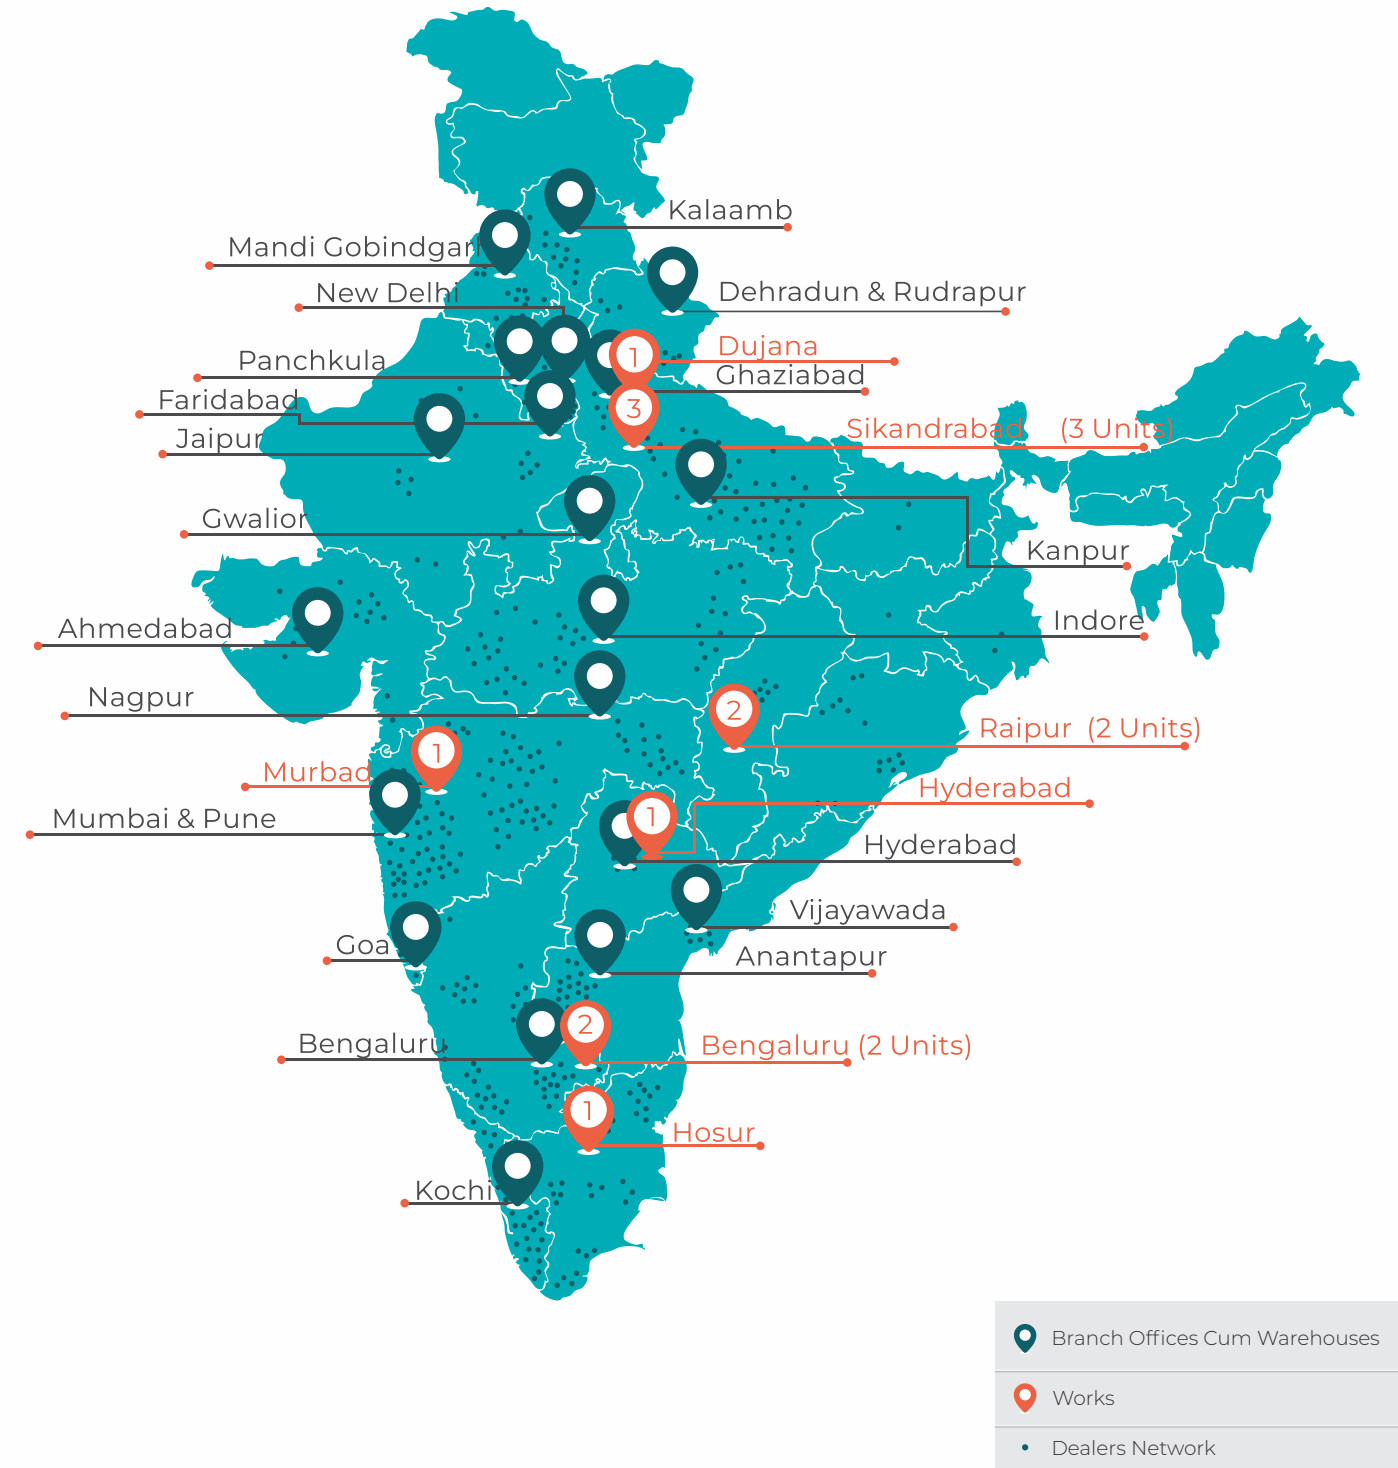 Kalaamb
Mandi Gobindgarh
New Delhi
Dehradun & Rudrapur
Dujana
1
Panchkula
Ghaziabad
Faridabad
3
Sikandrabad (3 Units)
Jaipur
Gwalior
Kanpur
Indore
Ahmedabad
Nagpur
2
Raipur (2 Units)
1
Murbad
Hyderabad
Mumbai & Pune
1
Hyderabad
Vijayawada
Goa
Anantapur
Bengaluru
2
Bengaluru (2 Units)
1
Hosur
Kochi
Branch Offices Cum Warehouses
Works
Dealers Network